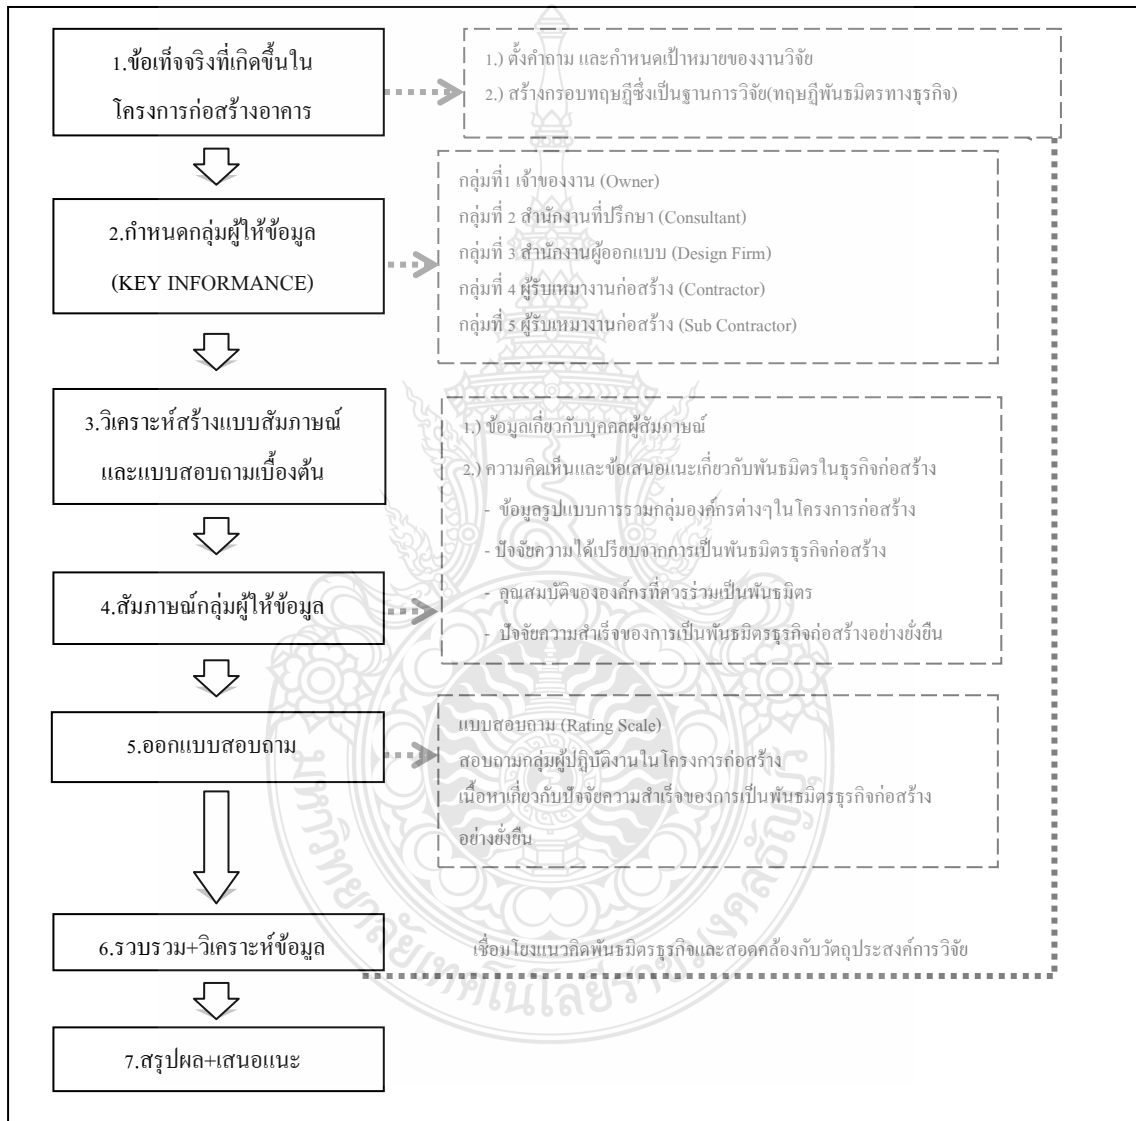 1.ข้อเท็จจริงที่เกิดขึ้นใน
โครงการก่อสร้างอาคาร
1.) ตั้งคำถาม และกำหนดเป้าหมายของงานวิจัย
2.) สร้างกรอบทฤษฎีซึ่งเป็นฐานการวิจัย(ทฤษฎีพันธมิตรทางธุรกิจ)
2.กำหนดกลุ่มผู้ให้ข้อมูล
(KEY INFORMANCE)
กลุ่มที่1 เจ้าของงาน (Owner)
กลุ่มที่ 2 สำนักงานที่ปรึกษา (Consultant)
กลุ่มที่ 3 สำนักงานผู้ออกแบบ (Design Firm)
กลุ่มที่ 4 ผู้รับเหมางานก่อสร้าง (Contractor)
กลุ่มที่ 5 ผู้รับเหมางานก่อสร้าง (Sub Contractor)
3.วิเคราะห์สร้างแบบสัมภาษณ์
และแบบสอบถามเบื้องต้น
1.) ข้อมูลเกี่ยวกับบุคคลผู้สัมภาษณ์
2.) ความคิดเห็นและข้อเสนอแนะเกี่ยวกับพันธมิตรในธุรกิจก่อสร้าง
- ข้อมูลรูปแบบการรวมกลุ่มองค์กรต่างๆในโครงการก่อสร้าง
- ปัจจัยความได้เปรียบจากการเป็นพันธมิตรธุรกิจก่อสร้าง
- คุณสมบัติขององค์กรที่ควรร่วมเป็นพันธมิตร
- ปัจจัยความสำเร็จของการเป็นพันธมิตรธุรกิจก่อสร้างอย่างยั่งยืน
4.สัมภาษณ์กลุ่มผู้ให้ข้อมูล
5.ออกแบบสอบถาม
แบบสอบถาม (Rating Scale)
สอบถามกลุ่มผู้ปฏิบัติงานในโครงการก่อสร้าง
เนื้อหาเกี่ยวกับปัจจัยความสำเร็จของการเป็นพันธมิตรธุรกิจก่อสร้าง
อย่างยั่งยืน
6.รวบรวม+วิเคราะห์ข้อมูล
เชื่อมโยงแนวคิดพันธมิตรธุรกิจและสอดคล้องกับวัตถุประสงค์การวิจัย
7.สรุปผล+เสนอแนะ
มหาวิทยาลัยเทคโนโลยีราชมงคลธัญบุรี